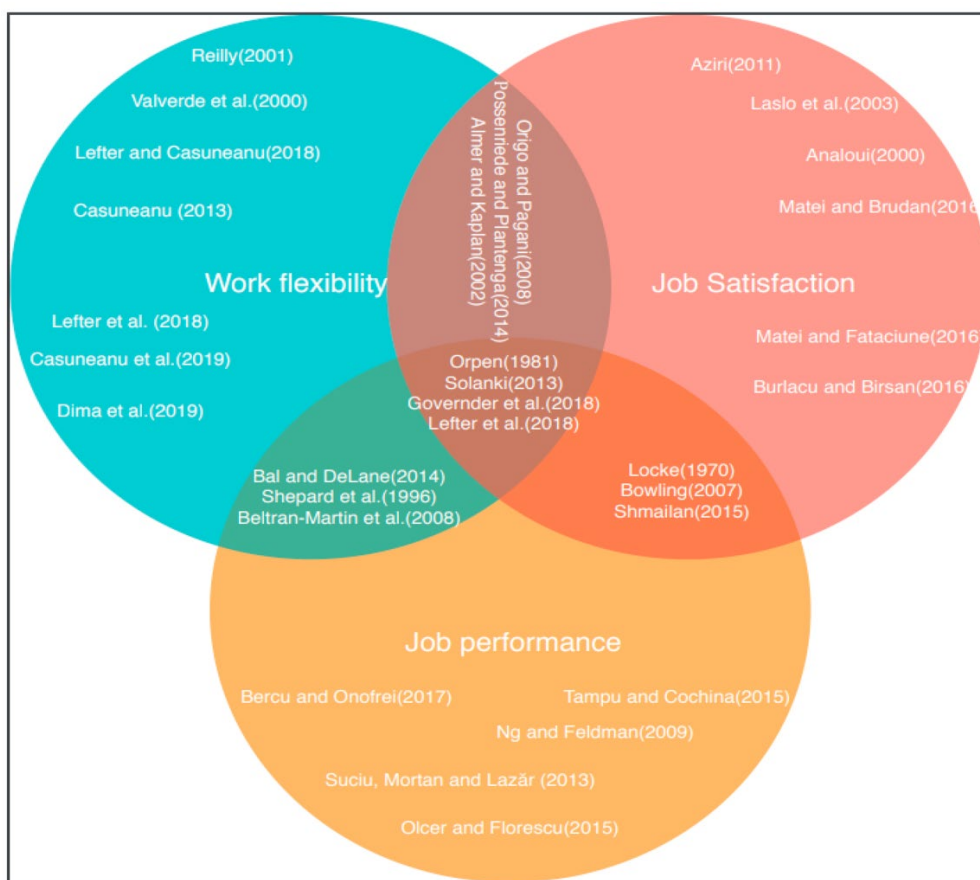 Reilly(2001)
Valverde et al.(2000)
Lefter and Casuneanu(2018)
Casuneanu (2013)
Work flexibility
Lefter et al. (2018)
Casuneanu et al.(2019)
Dima et al.(2019)
Origo and Pagani(2008)
Possenriede and Plantenga(2014)
Almer and Kaplan(2002)
Aziri(2011)
Laslo et al.(2003)
Analoui(2000)
Matei and Brudan(2016
Job Satisfaction
Matei and Fataciune(2016
Burlacu and Birsan(2016)
Orpen(1981)
Solanki(2013)
Governder et al.(2018)
Lefter et al.(2018)
Bal and DeLane(2014)
Shepard et al.(1996)
Beltran-Martin et al.(2008)
Locke(1970)
Bowling(2007)
Shmailan(2015)
Job performance
Bercu and Onofrei(2017)
Tampu and Cochina(2015)
Ng and Feldman(2009)
Suciu, Mortan and Lazăr (2013)
Olcer and Florescu(2015)